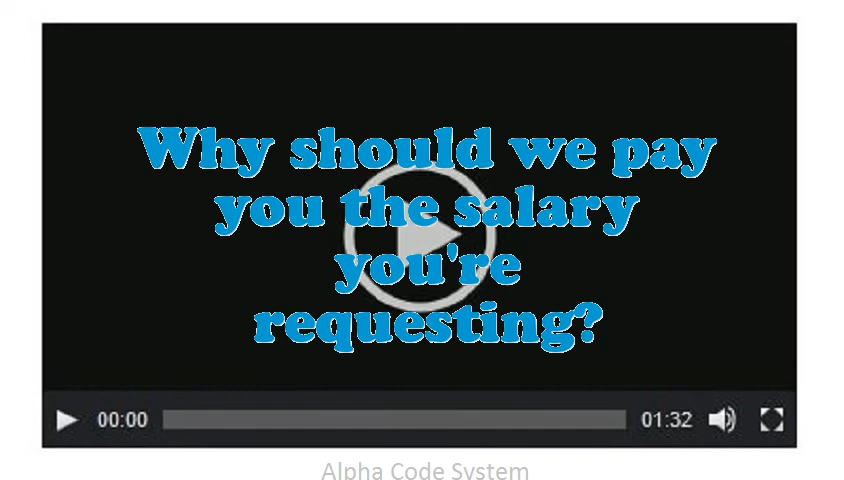 Why should we pay
you the salary
you're
requesting?
00:00
01:32
Alpha Code System